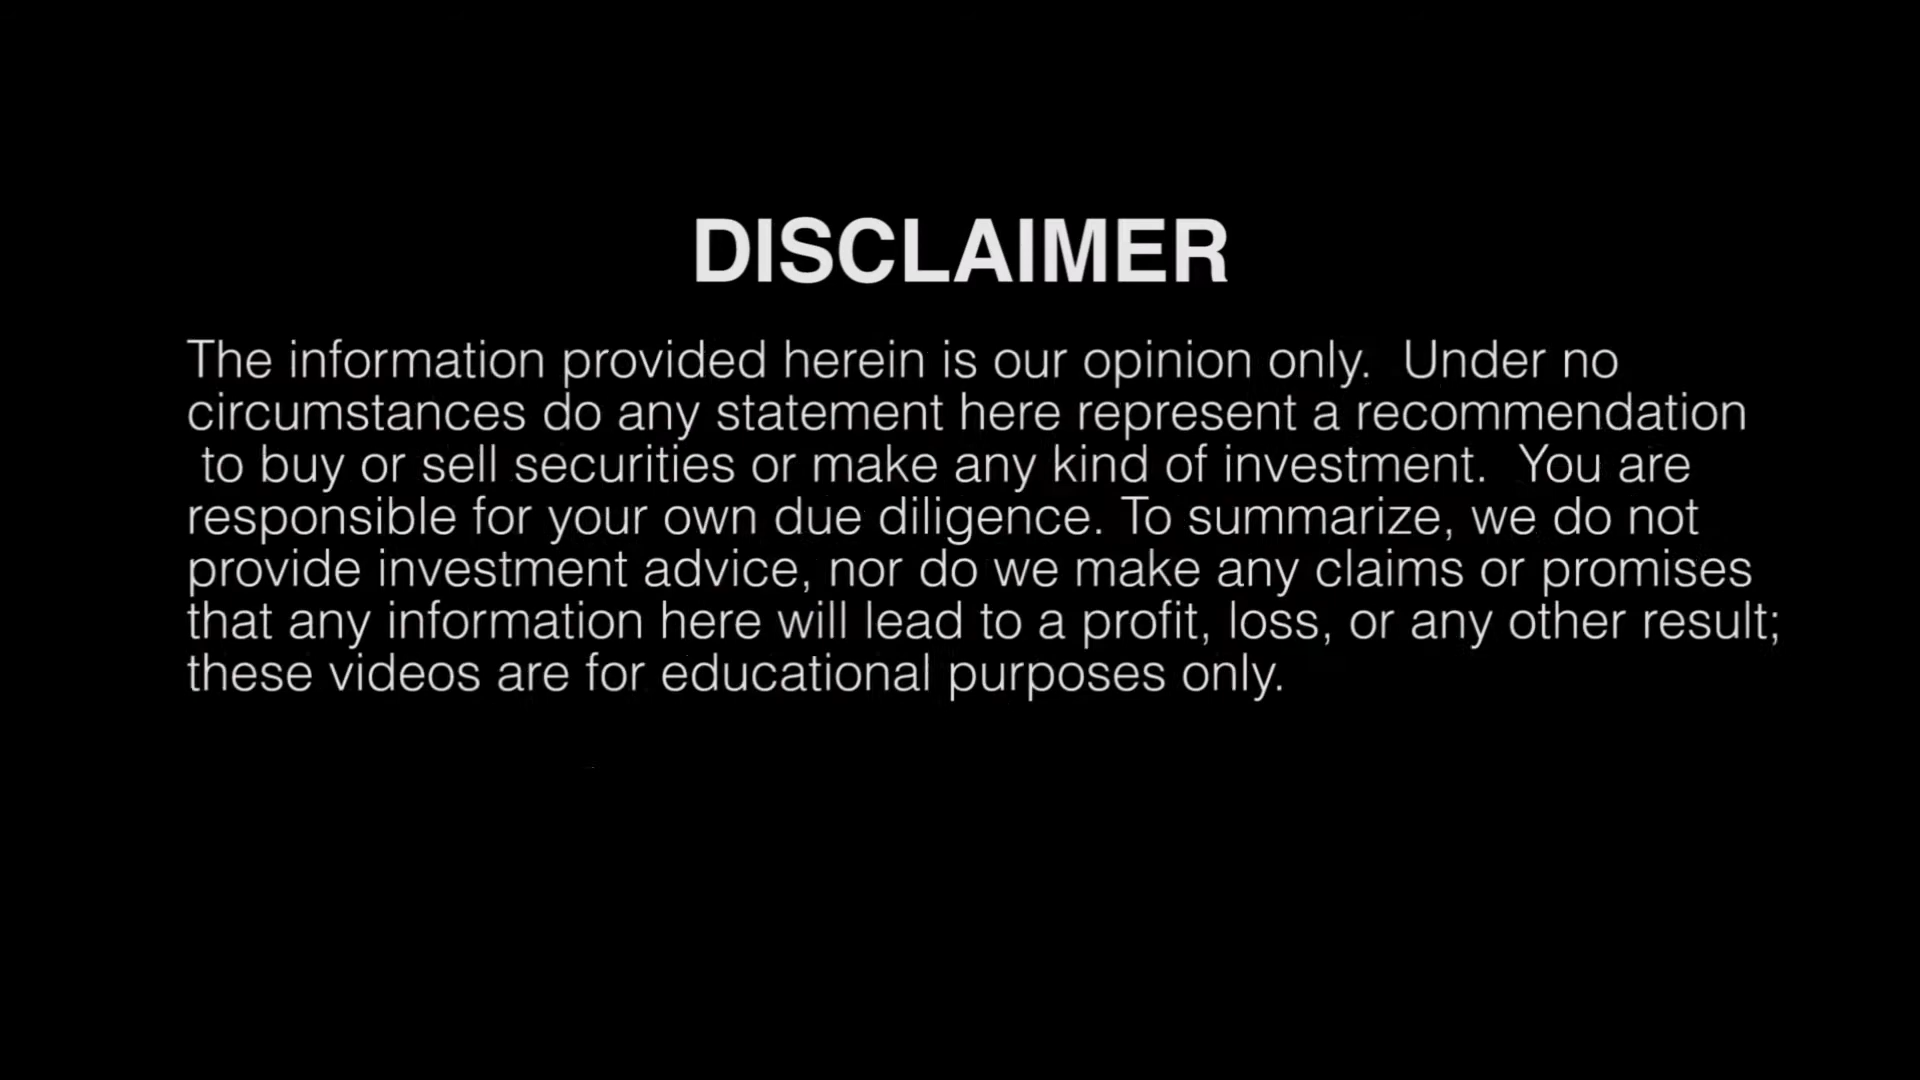 DISCLAIMER
The information provided herein is our opinion only.  Under no
circumstances do any statement here represent a recommendation
 to buy or sell securities or make any kind of investment.  You are
responsible for your own due diligence. To summarize, we do not
provide investment advice, nor do we make any claims or promises
that any information here will lead to a profit, loss, or any other result;
these videos are for educational purposes only.